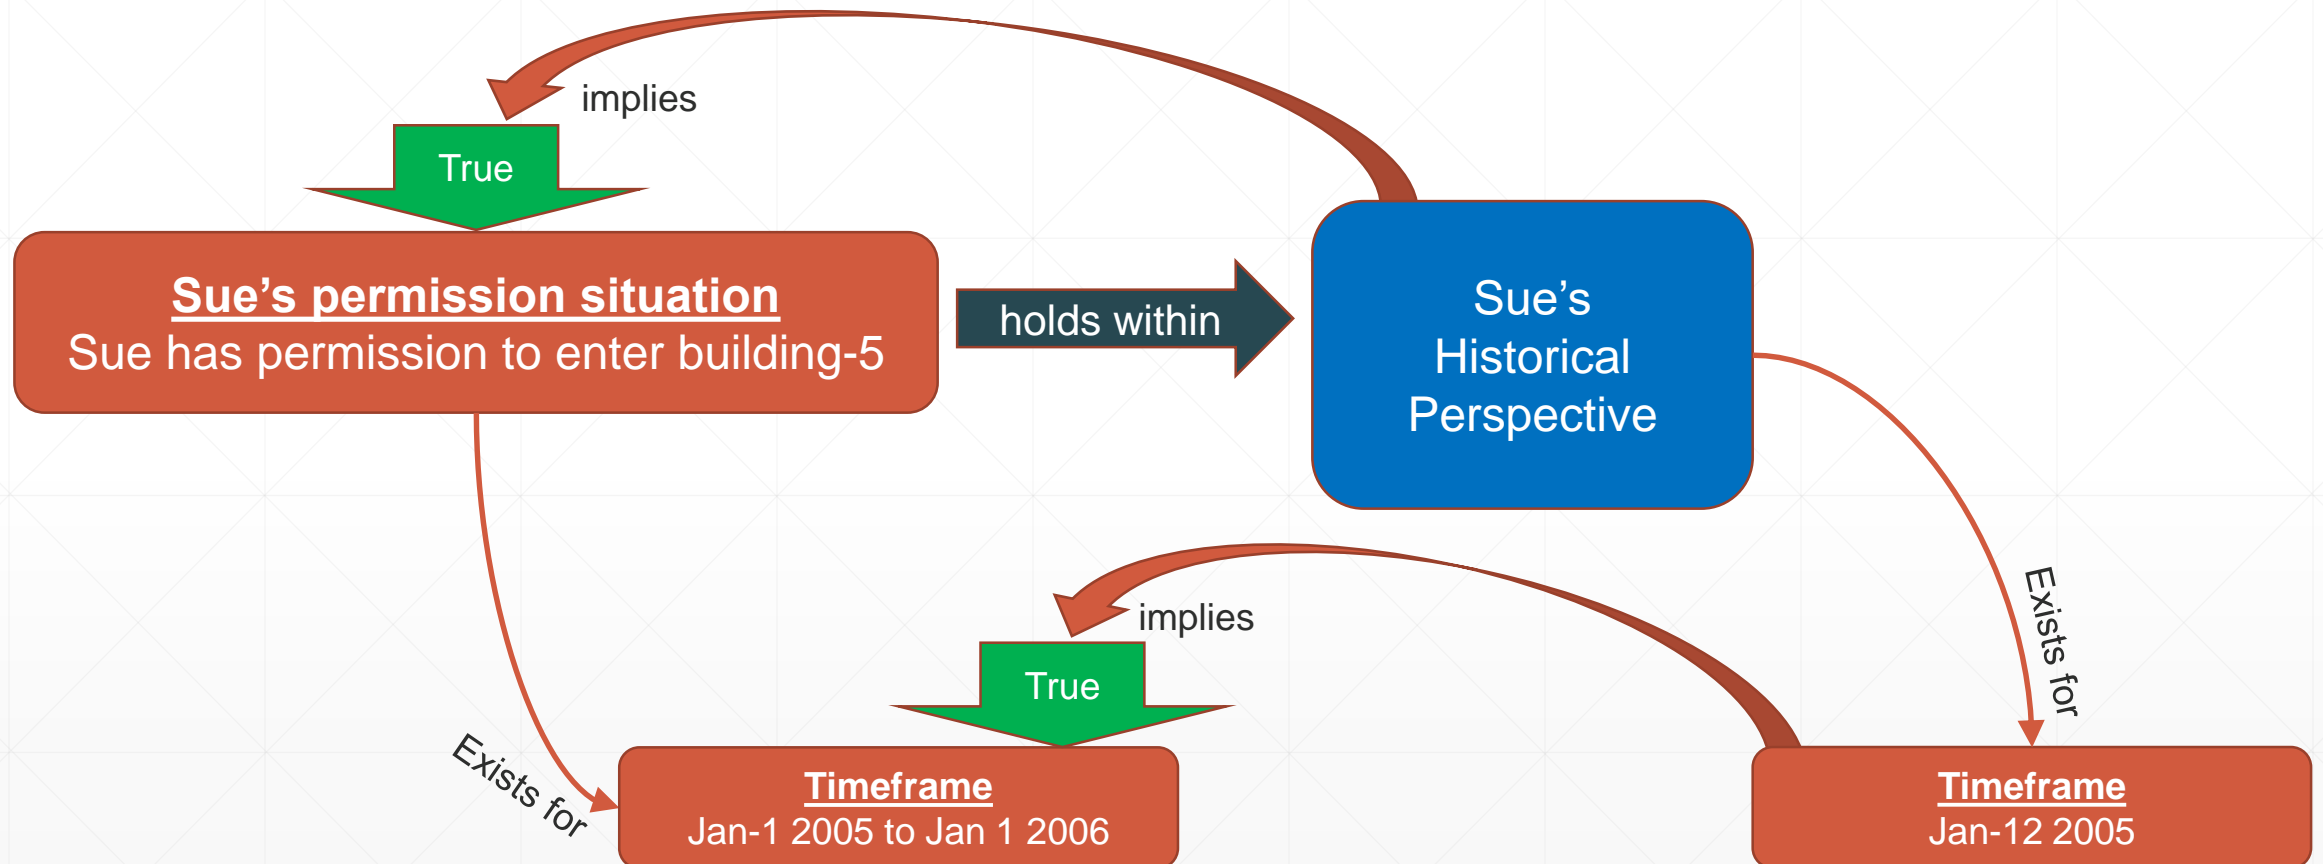 implies
True
Sue’s permission situation
Sue has permission to enter building-5
holds within
Sue’s
Historical
Perspective
implies
True
Exists for
Exists for
Timeframe
Jan-1 2005 to Jan 1 2006
Timeframe
Jan-12 2005